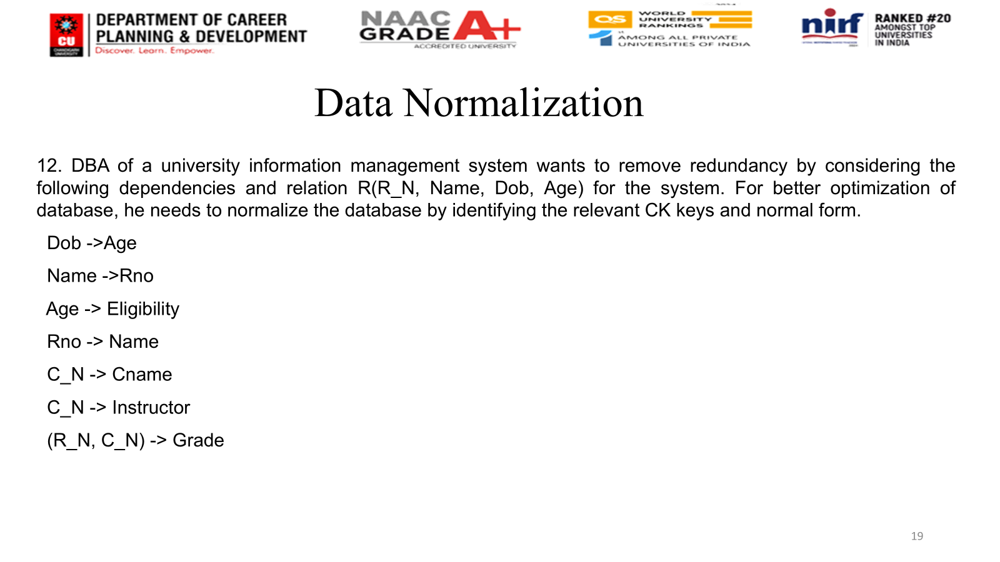 DEPARTMENT OF CAREER
PLANNING & DEVELOPMENT
Discover. Learn. Empower.
CU
CHANDIGARH
UNIVERSITY
NAAC
GRADE A+
ACCREDITED UNIVERSITY
QS WORLD
UNIVERSITY
RANKINGS
1st AMONG ALL PRIVATE
UNIVERSITIES OF INDIA
nirf
RANKED #20
AMONGST TOP
UNIVERSITIES
IN INDIA
Data Normalization
12. DBA of a university information management system wants to remove redundancy by considering the
following dependencies and relation R(R_N, Name, Dob, Age) for the system. For better optimization of
database, he needs to normalize the database by identifying the relevant CK keys and normal form.
Dob ->Age
Name ->Rno
Age -> Eligibility
Rno -> Name
C_N -> Cname
C_N -> Instructor
(R_N, C_N) -> Grade
19